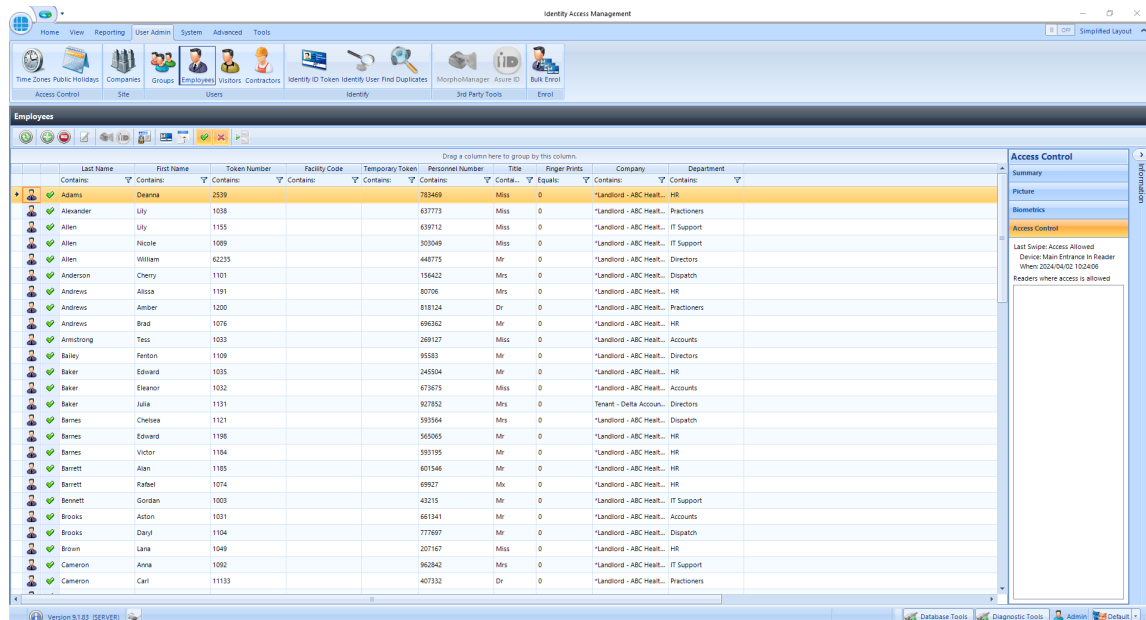 Identity Access Management
Home View Reporting User Admin System Advanced Tools
OFF Simplified Layout
Time Zones Public Holidays Companies Groups Employees Visitors Contractors Identify ID Token Identify User Find Duplicates MorphoManager Asure ID Bulk Enrol
Access Control Site Users Identify 3rd Party Tools Enrol
Employees
Drag a column here to group by this column.
Last Name First Name Token Number Facility Code Temporary Token Personnel Number Title Finger Prints Company Department
Contains: Contains: Contains: Contains: Contains: Contains: Contai... Equals: Contains: Contains:
Adams Deanna 2539 783469 Miss 0 *Landlord - ABC Healt... HR
Alexander Lily 1038 637773 Miss 0 *Landlord - ABC Healt... Practioners
Allen Lily 1155 639712 Miss 0 *Landlord - ABC Healt... IT Support
Allen Nicole 1089 303049 Miss 0 *Landlord - ABC Healt... IT Support
Allen William 62235 448775 Mr 0 *Landlord - ABC Healt... Directors
Anderson Cherry 1101 156422 Mrs 0 *Landlord - ABC Healt... Dispatch
Andrews Alissa 1191 80706 Mrs 0 *Landlord - ABC Healt... HR
Andrews Amber 1200 818124 Dr 0 *Landlord - ABC Healt... Practioners
Andrews Brad 1076 696362 Mr 0 *Landlord - ABC Healt... HR
Armstrong Tess 1033 269127 Miss 0 *Landlord - ABC Healt... Accounts
Bailey Fenton 1109 95583 Mr 0 *Landlord - ABC Healt... Directors
Baker Edward 1035 245504 Mr 0 *Landlord - ABC Healt... HR
Baker Eleanor 1032 673675 Miss 0 *Landlord - ABC Healt... Accounts
Baker Julia 1131 927852 Mrs 0 Tenant - Delta Accoun... Directors
Barnes Chelsea 1121 593564 Mrs 0 *Landlord - ABC Healt... Dispatch
Barnes Edward 1198 565065 Mr 0 *Landlord - ABC Healt... HR
Barnes Victor 1184 593195 Mr 0 *Landlord - ABC Healt... HR
Barrett Alan 1185 601546 Mr 0 *Landlord - ABC Healt... HR
Barrett Rafael 1074 69927 Mx 0 *Landlord - ABC Healt... HR
Bennett Gordan 1003 43215 Mr 0 *Landlord - ABC Healt... IT Support
Brooks Aston 1031 661341 Mr 0 *Landlord - ABC Healt... Accounts
Brooks Daryl 1104 777697 Mr 0 *Landlord - ABC Healt... Dispatch
Brown Lana 1049 207167 Miss 0 *Landlord - ABC Healt... HR
Cameron Anna 1092 962842 Mrs 0 *Landlord - ABC Healt... IT Support
Cameron Carl 11133 407332 Dr 0 *Landlord - ABC Healt... Practioners
Access Control
Summary
Picture
Biometrics
Access Control
Last Swipe: Access Allowed
Device: Main Entrance In Reader
When: 2024/04/02 10:24:06
Readers where access is allowed
Information
Version 9.1.83 (SERVER) Database Tools Diagnostic Tools Admin Default